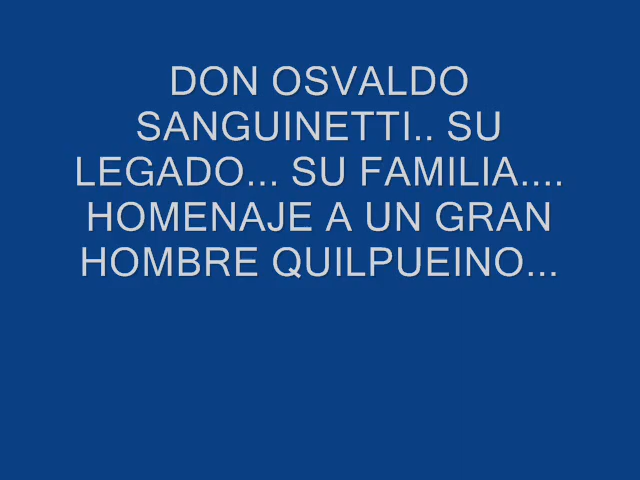 DON OSVALDO
SANGUINETTI.. SU
LEGADO... SU FAMILIA....
HOMENAJE A UN GRAN
HOMBRE QUILPUEINO...